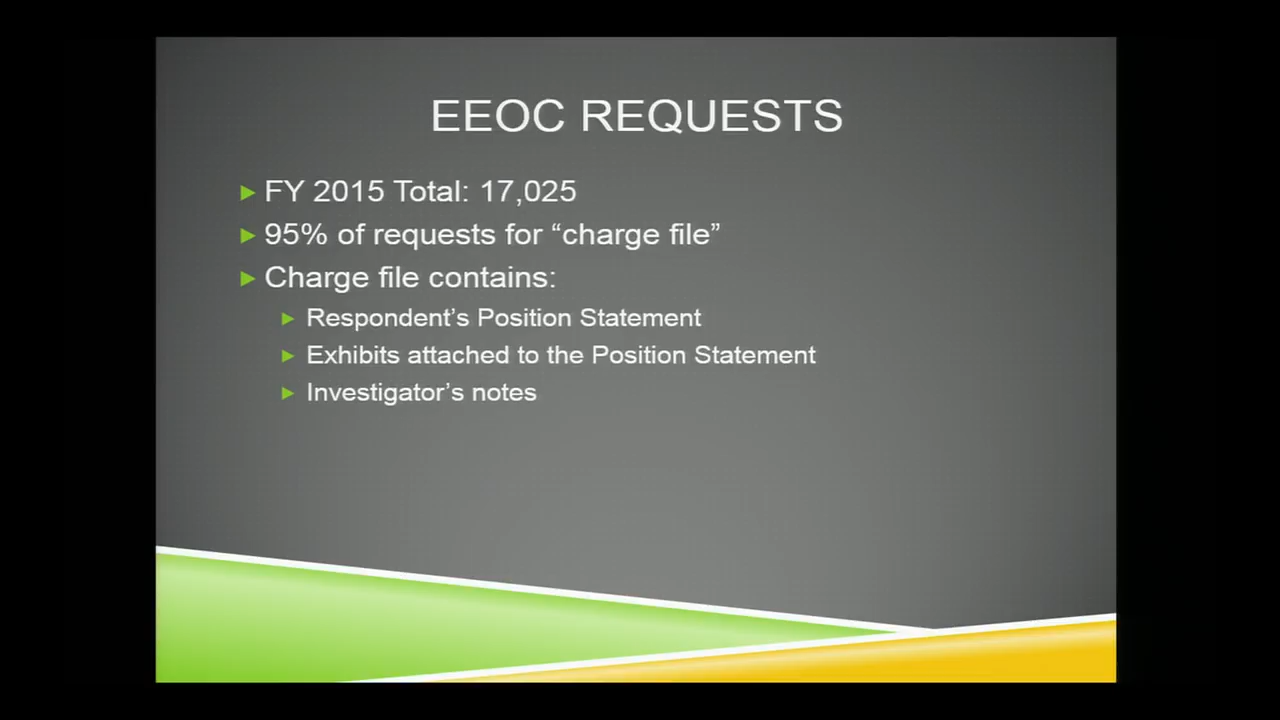 EEOC REQUESTS
FY 2015 Total: 17,025
95% of requests for “charge file”
Charge file contains:
Respondent’s Position Statement
Exhibits attached to the Position Statement
Investigator’s notes